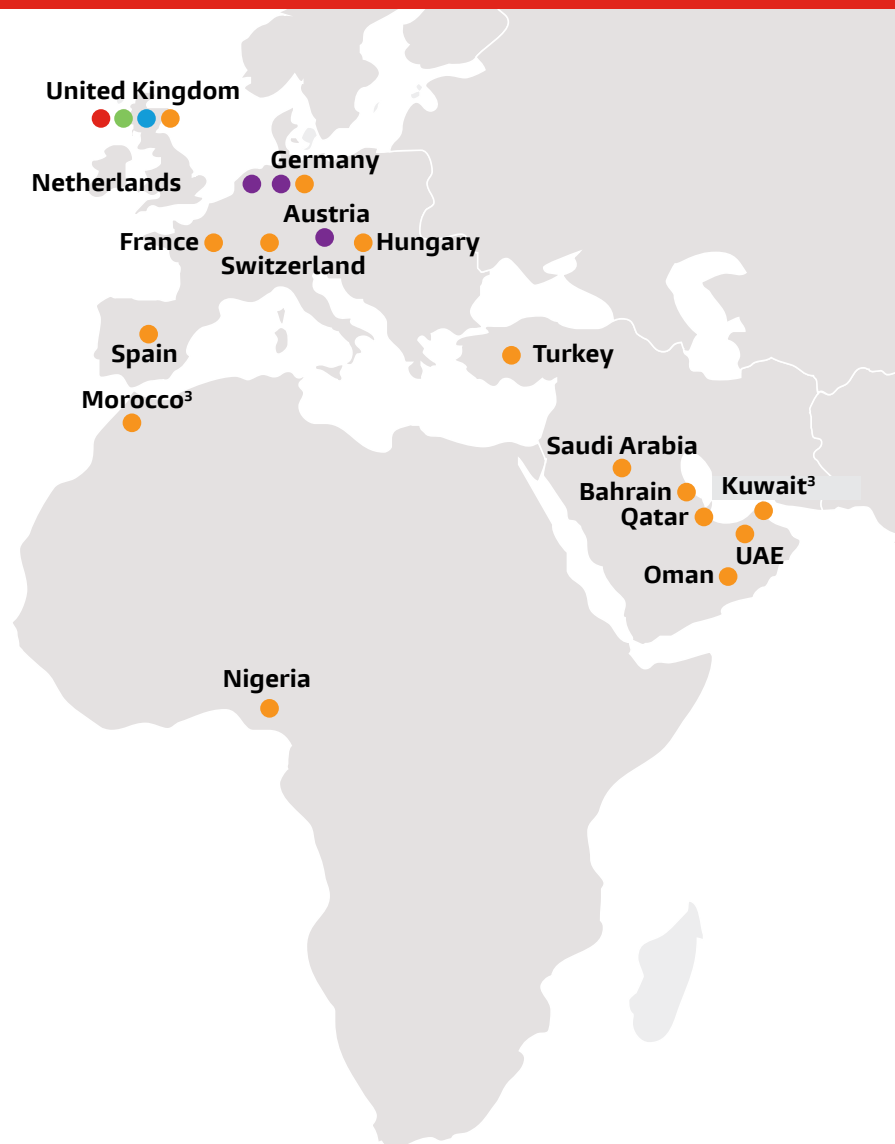 United Kingdom
Germany
Netherlands
Austria
France
Hungary
Switzerland
Spain
Turkey
Morocco³
Saudi Arabia
Bahrain
Kuwait³
Qatar
UAE
Oman
Nigeria